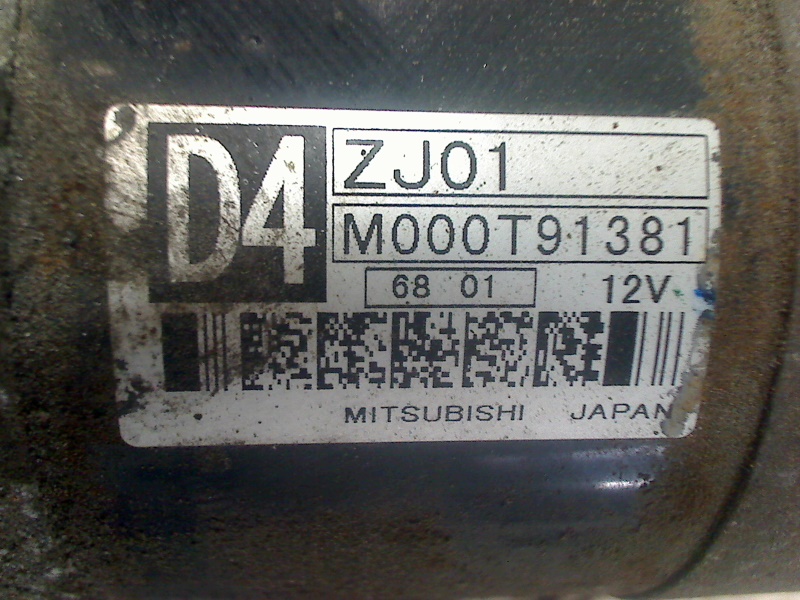 D4
ZJ01
M000T91381
68 01
12V
MITSUBISHI JAPAN